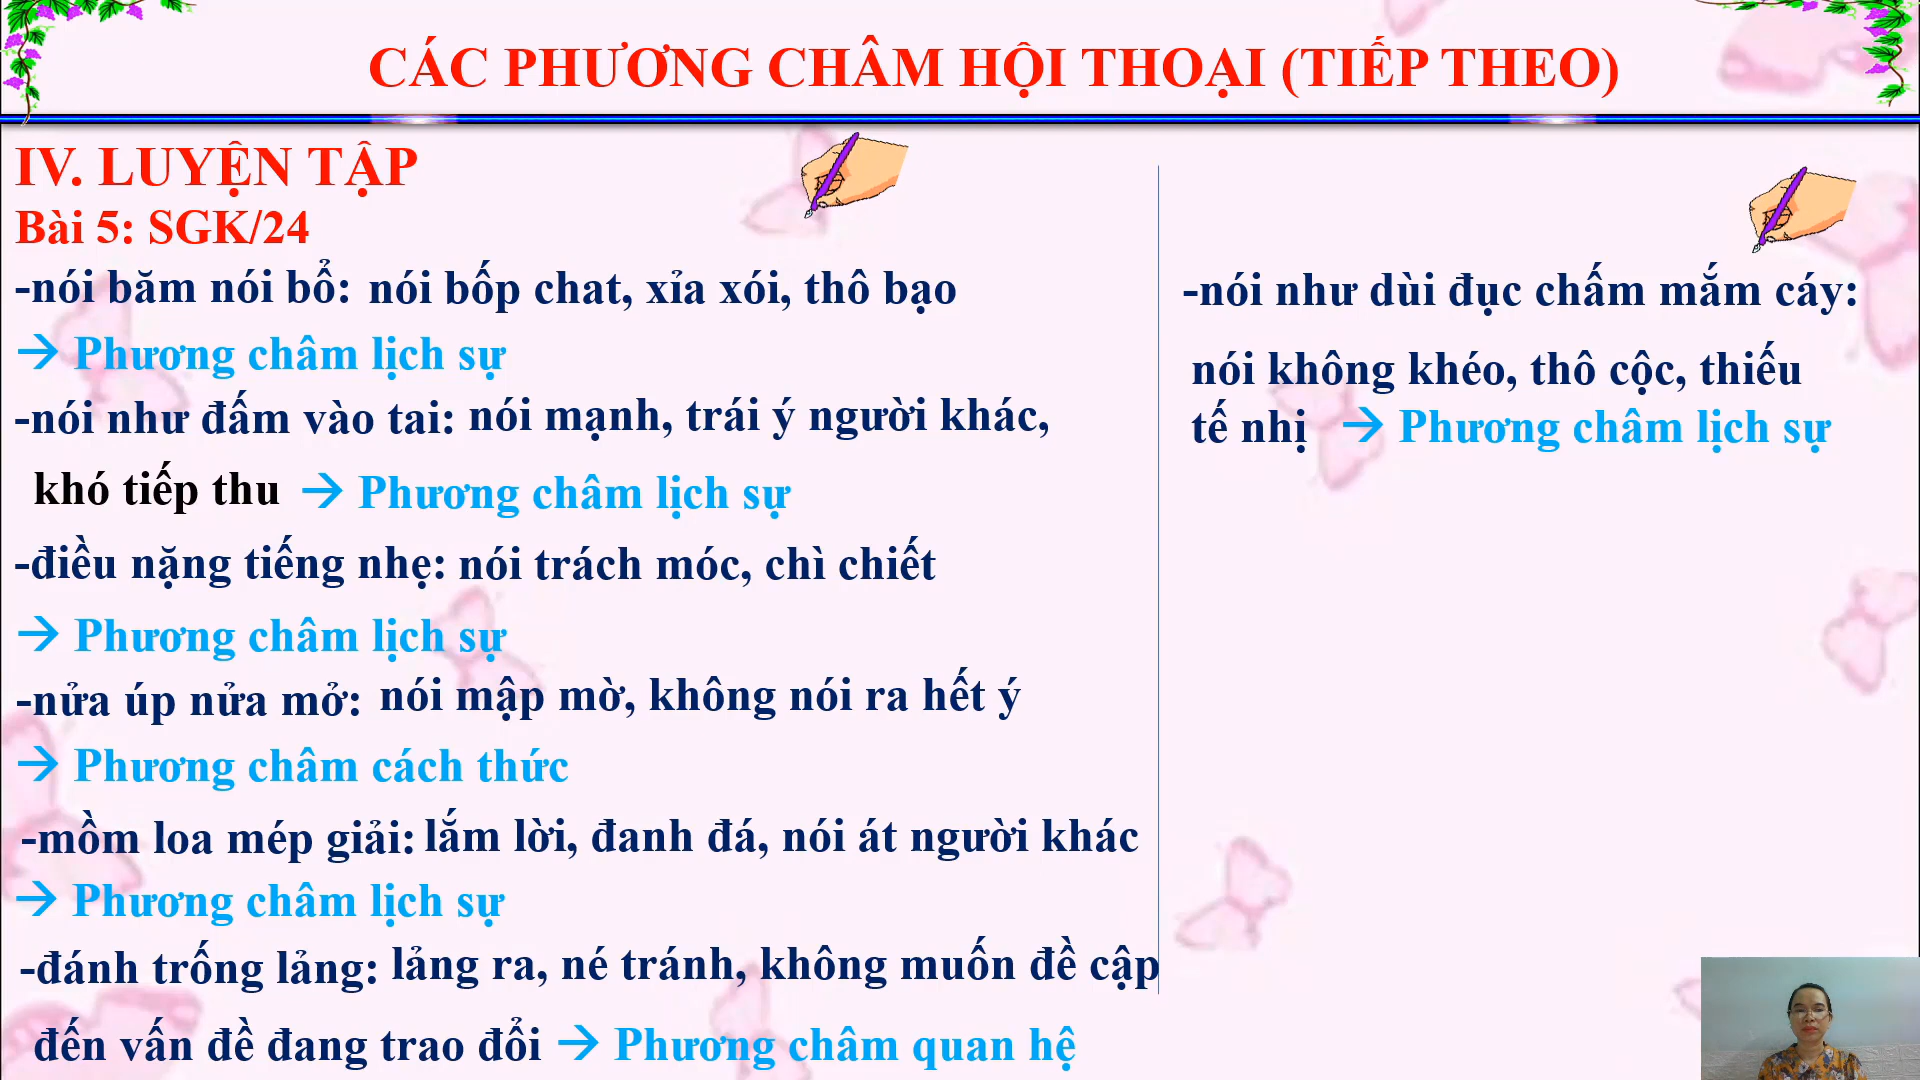 CÁC PHƯƠNG CHÂM HỘI THOẠI (TIẾP THEO)
IV. LUYỆN TẬP
Bài 5: SGK/24
-nói băm nói bổ: nói bốp chat, xỉa xói, thô bạo
→ Phương châm lịch sự
-nói như đấm vào tai: nói mạnh, trái ý người khác,
khó tiếp thu → Phương châm lịch sự
-điều nặng tiếng nhẹ: nói trách móc, chì chiết
→ Phương châm lịch sự
-nửa úp nửa mở: nói mập mờ, không nói ra hết ý
→ Phương châm cách thức
-mồm loa mép giải: lắm lời, đanh đá, nói át người khác
→ Phương châm lịch sự
-đánh trống lảng: lảng ra, né tránh, không muốn đề cập
đến vấn đề đang trao đổi → Phương châm quan hệ
-nói như dùi đục chấm mắm cáy:
nói không khéo, thô cộc, thiếu
tế nhị → Phương châm lịch sự